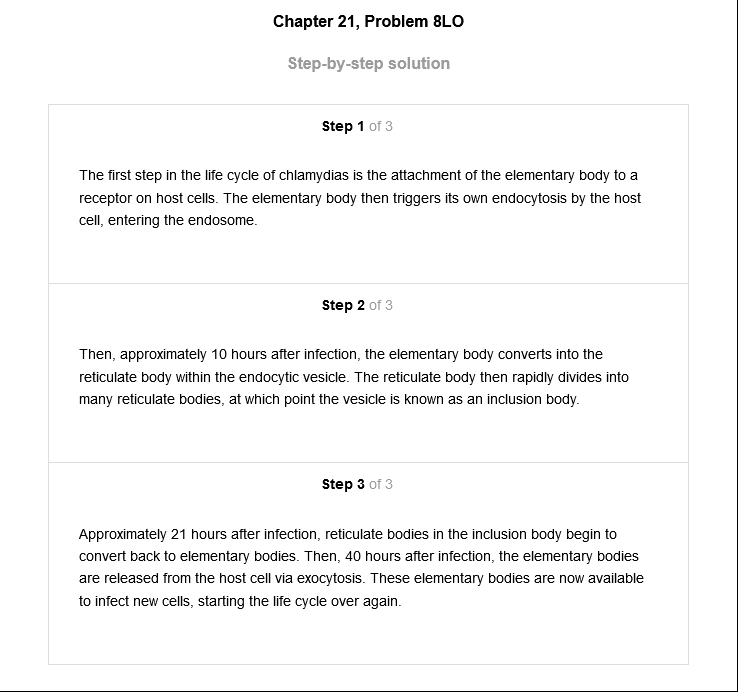 Chapter 21, Problem 8LO
Step-by-step solution
Step 1 of 3
The first step in the life cycle of chlamydias is the attachment of the elementary body to a
receptor on host cells. The elementary body then triggers its own endocytosis by the host
cell, entering the endosome.
Step 2 of 3
Then, approximately 10 hours after infection, the elementary body converts into the
reticulate body within the endocytic vesicle. The reticulate body then rapidly divides into
many reticulate bodies, at which point the vesicle is known as an inclusion body.
Step 3 of 3
Approximately 21 hours after infection, reticulate bodies in the inclusion body begin to
convert back to elementary bodies. Then, 40 hours after infection, the elementary bodies
are released from the host cell via exocytosis. These elementary bodies are now available
to infect new cells, starting the life cycle over again.